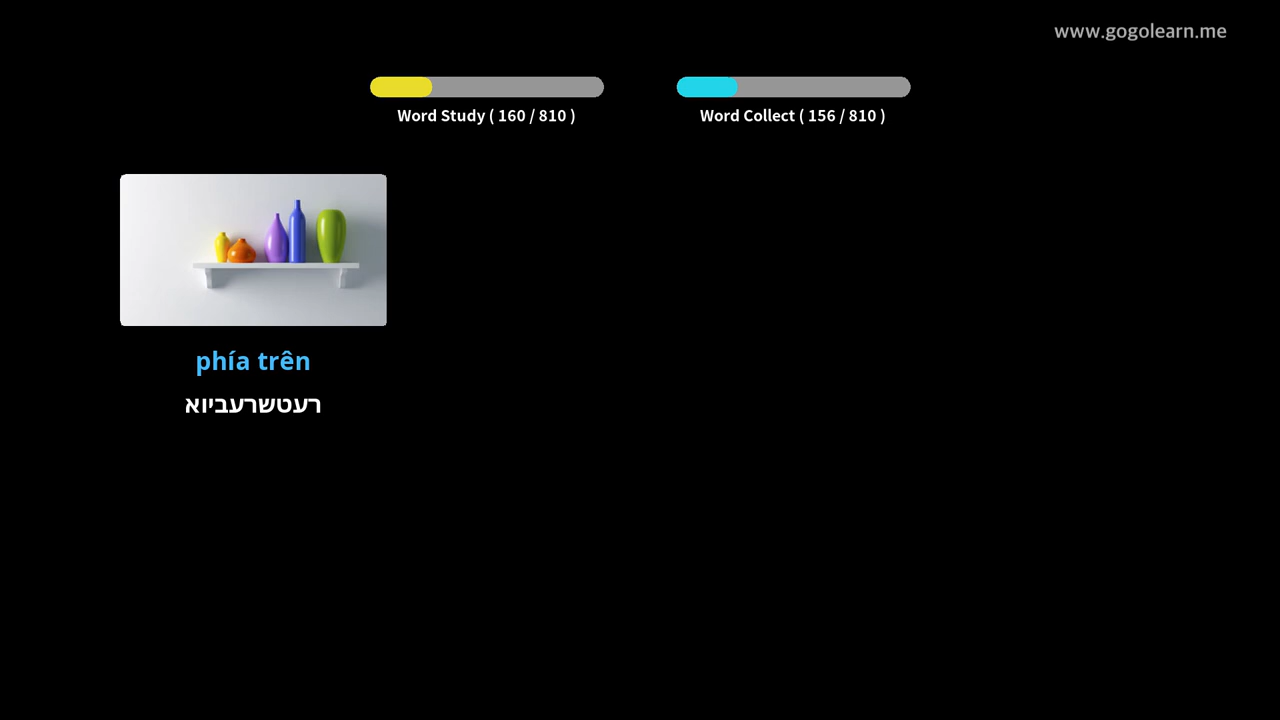 www.gogolearn.me
Word Study ( 160 / 810 )
Word Collect ( 156 / 810 )
phía trên
רעטשרעביוא